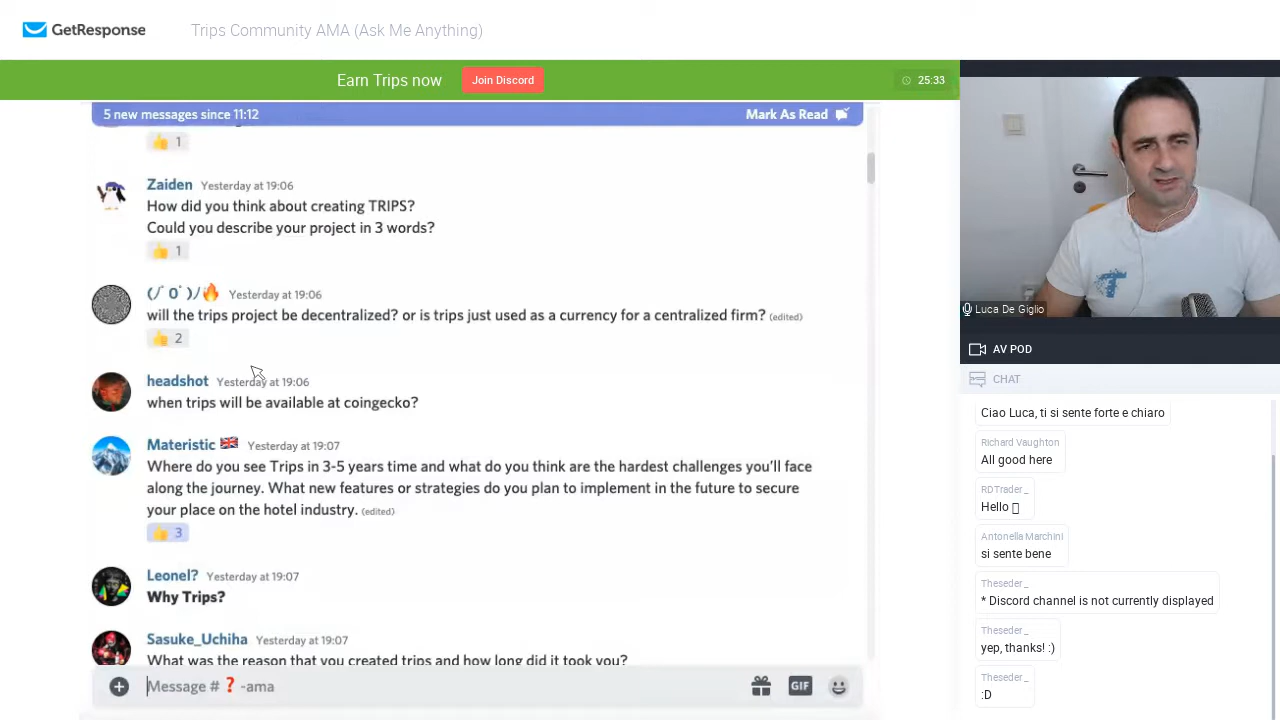 GetResponse
Trips Community AMA (Ask Me Anything)
Earn Trips now
Join Discord
25:33
5 new messages since 11:12
Mark As Read
1
Zaiden Yesterday at 19:06
How did you think about creating TRIPS?
Could you describe your project in 3 words?
1
(ﾉﾟ0ﾟ)ﾉ🔥 Yesterday at 19:06
will the trips project be decentralized? or is trips just used as a currency for a centralized firm? (edited)
2
headshot Yesterday at 19:06
when trips will be available at coingecko?
Materistic 🇬🇧 Yesterday at 19:07
Where do you see Trips in 3-5 years time and what do you think are the hardest challenges you'll face
along the journey. What new features or strategies do you plan to implement in the future to secure
your place on the hotel industry. (edited)
3
Leonel? Yesterday at 19:07
Why Trips?
Sasuke_Uchiha Yesterday at 19:07
What was the reason that you created trips and how long did it took you?
Message # ❓ -ama
GIF
Luca De Giglio
AV POD
CHAT
Ciao Luca, ti si sente forte e chiaro
Richard Vaughton
All good here
RDTrader _
Hello
Antonella Marchini
si sente bene
Theseder _
* Discord channel is not currently displayed
Theseder _
yep, thanks! :)
Theseder _
:D